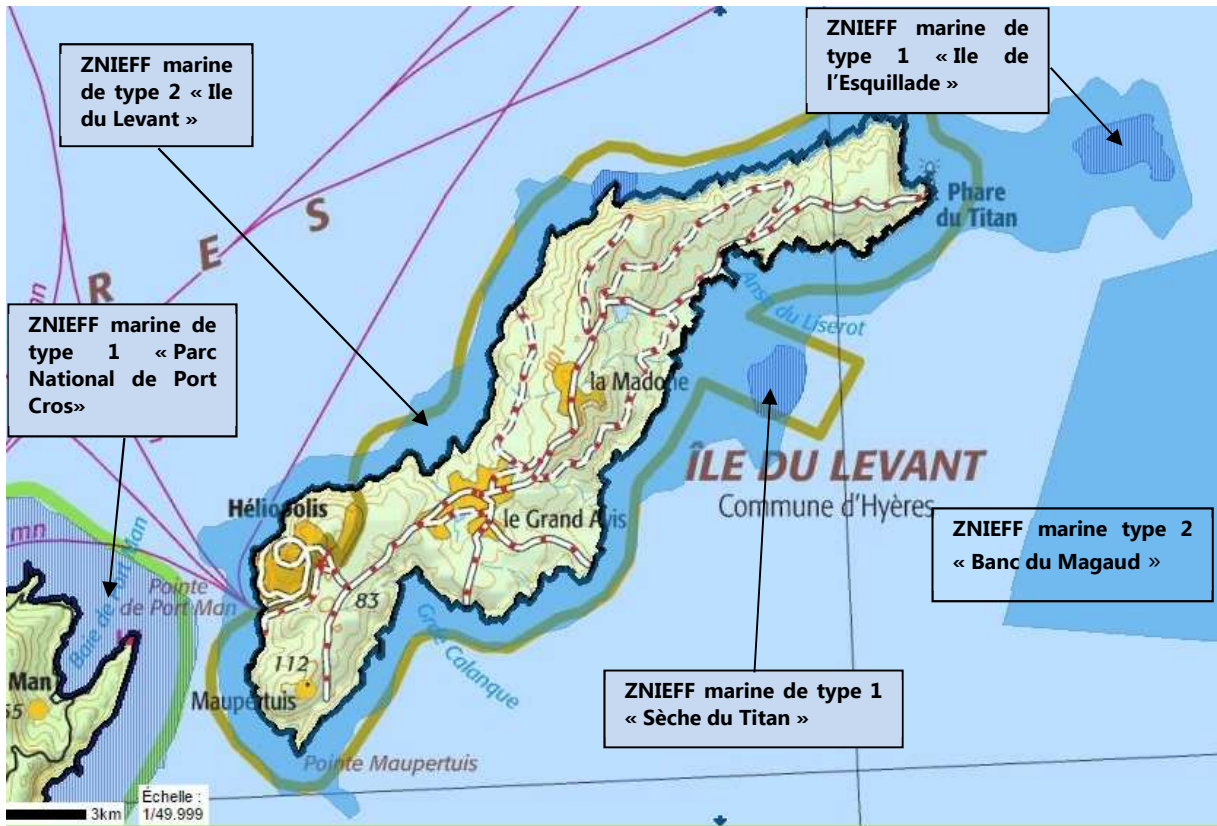 ZNIEFF marine
de type 2 « Ile
du Levant »
ZNIEFF marine de
type 1 « Ile de
l'Esquillade »
R E S
Phare
du Titan
mn
Anse du Liserot
ZNIEFF marine de
type 1 « Parc
National de Port
Cros»
la Madone
ÎLE DU LEVANT
Commune d'Hyères
Héliopolis
le Grand Avis
mn
Baie de Port Man
Pointe
de Port Man
83
ZNIEFF marine type 2
« Banc du Magaud »
Grde Calanque
112
Man
Maupertuis
ZNIEFF marine de type 1
« Sèche du Titan »
Pointe Maupertuis
3km
Échelle :
1/49.999